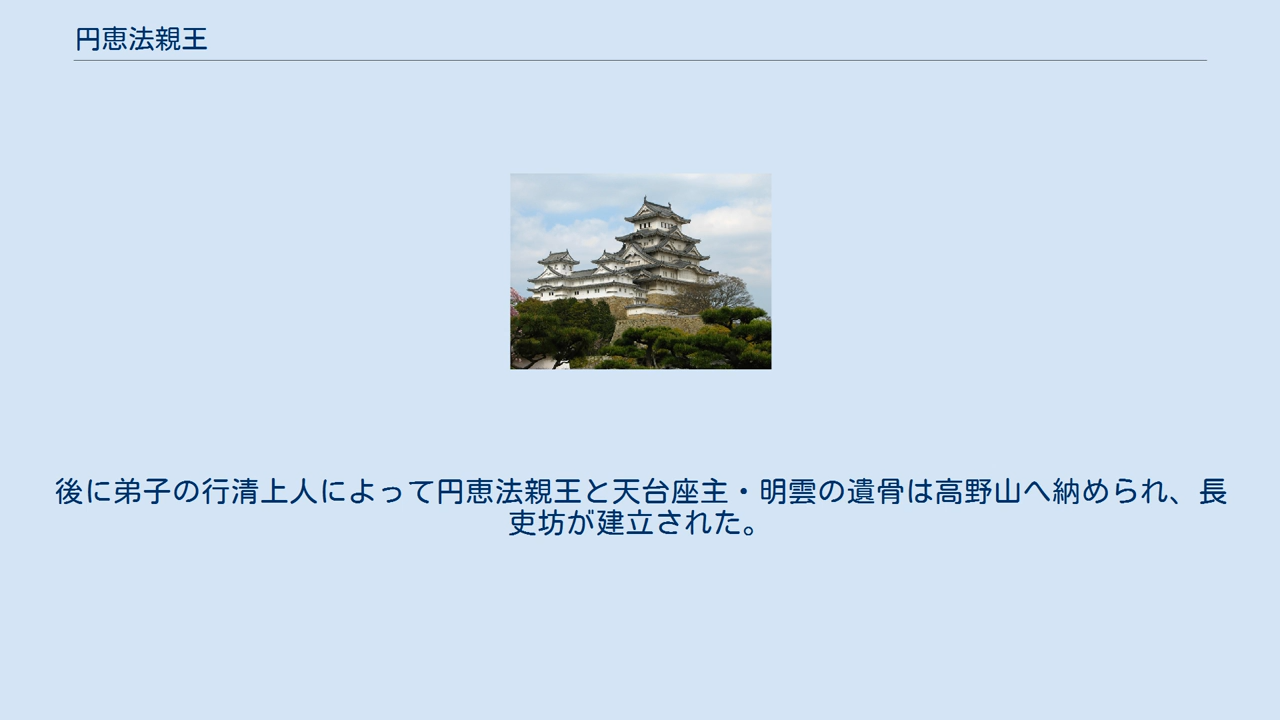 円恵法親王
後に弟子の行清上人によって円恵法親王と天台座主・明雲の遺骨は高野山へ納められ、長
吏坊が建立された。